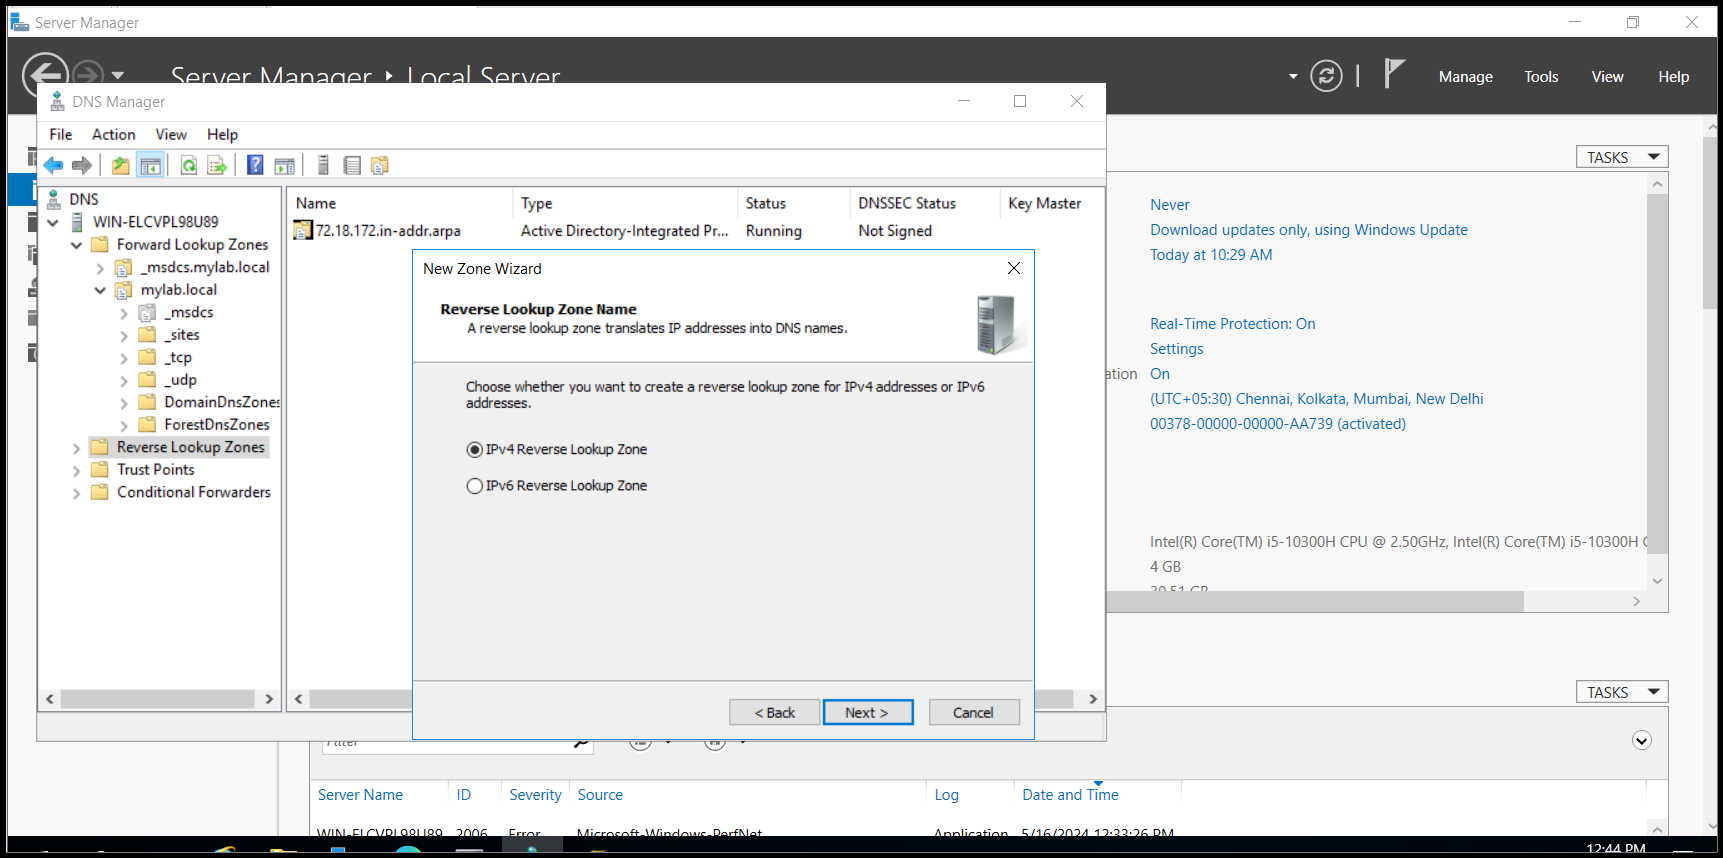 Server Manager
Server Manager ‣ Local Server
Manage Tools View Help
DNS Manager
File Action View Help
DNS
WIN-ELCVPL98U89
Forward Lookup Zones
_msdcs.mylab.local
mylab.local
_msdcs
_sites
_tcp
_udp
DomainDnsZones
ForestDnsZones
Reverse Lookup Zones
Trust Points
Conditional Forwarders
Name Type Status DNSSEC Status Key Master
72.18.172.in-addr.arpa Active Directory-Integrated Pr... Running Not Signed
New Zone Wizard
Reverse Lookup Zone Name
A reverse lookup zone translates IP addresses into DNS names.
Choose whether you want to create a reverse lookup zone for IPv4 addresses or IPv6
addresses.
IPv4 Reverse Lookup Zone
IPv6 Reverse Lookup Zone
< Back Next > Cancel
TASKS
Never
Download updates only, using Windows Update
Today at 10:29 AM
Real-Time Protection: On
Settings
ation On
(UTC+05:30) Chennai, Kolkata, Mumbai, New Delhi
00378-00000-00000-AA739 (activated)
Intel(R) Core(TM) i5-10300H CPU @ 2.50GHz, Intel(R) Core(TM) i5-10300H
4 GB
39.51 GB
TASKS
Filter
Server Name ID Severity Source Log Date and Time
WIN-ELCVPL98U89 2006 Error Microsoft-Windows-PerfNet Application 5/16/2024 12:33:26 PM
12:44 PM